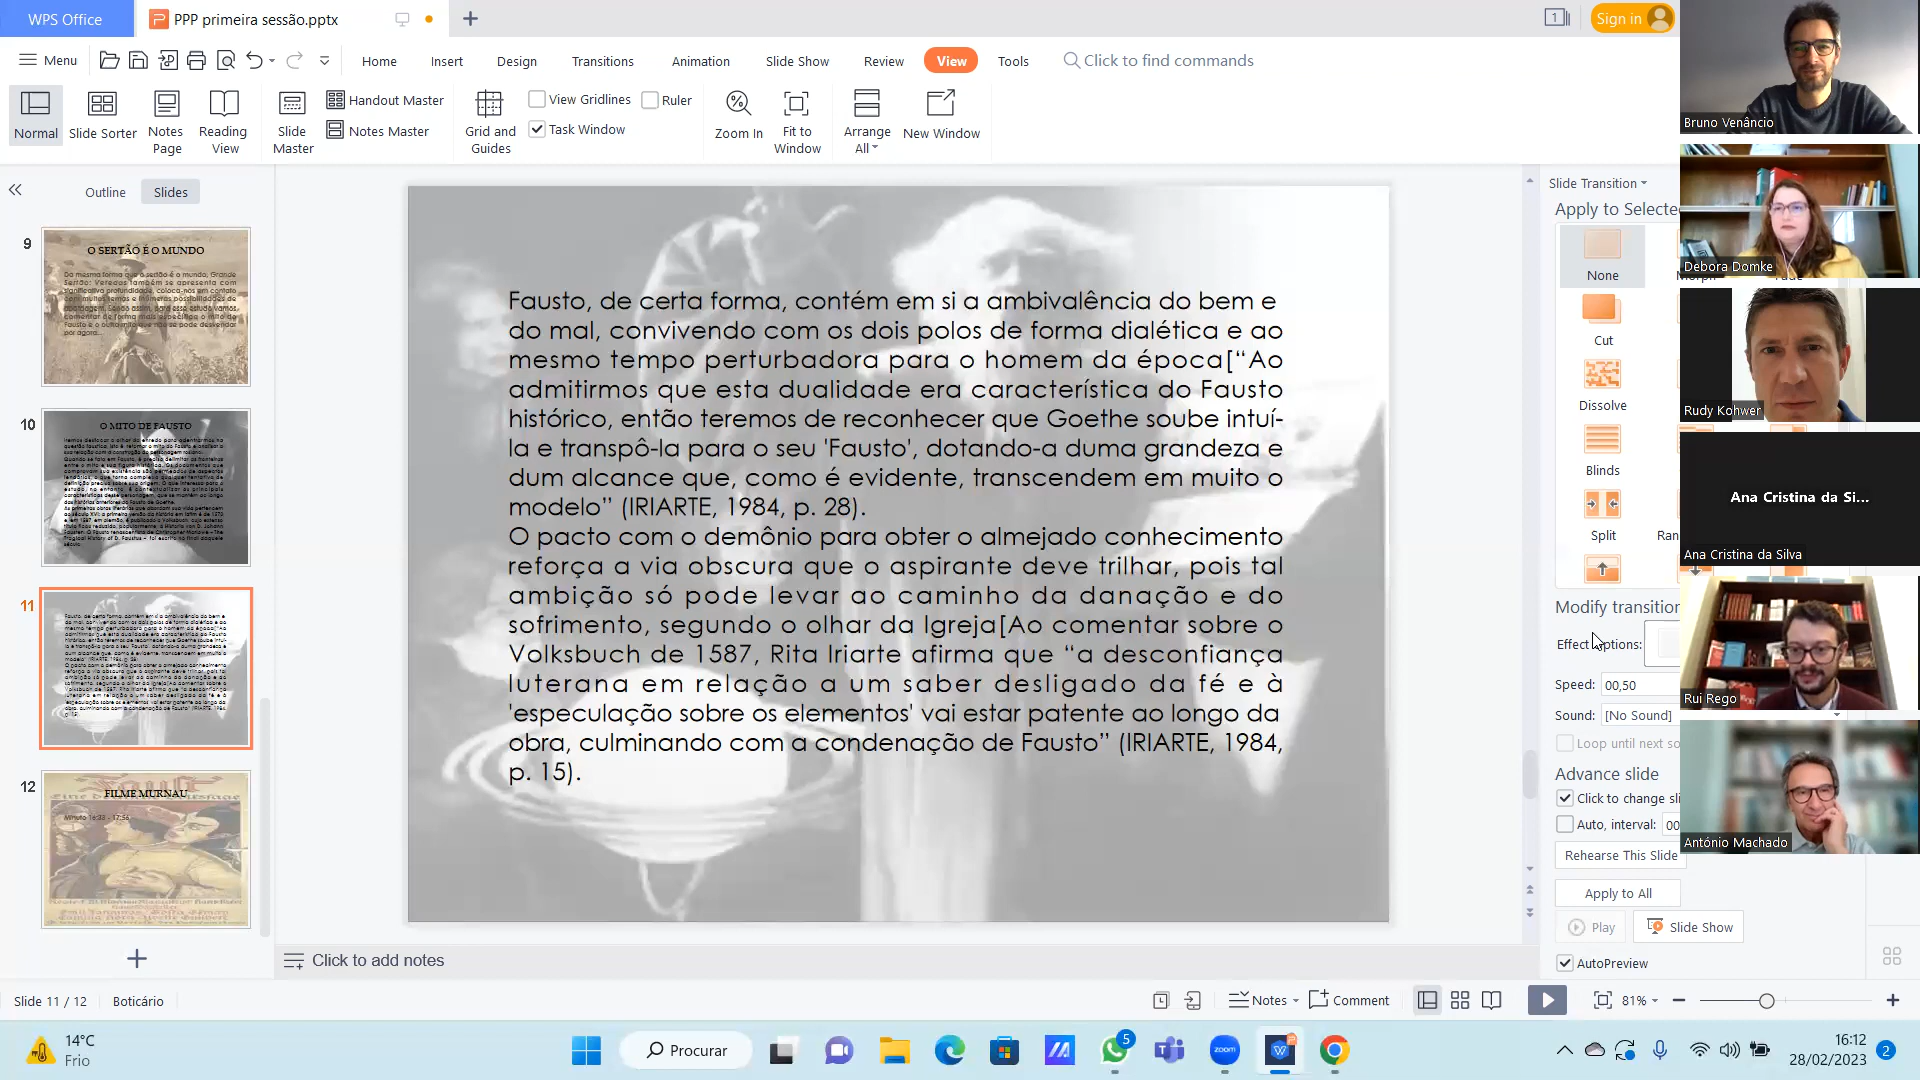 WPS Office
PPP primeira sessão.pptx
Sign in
Menu
Home
Insert
Design
Transitions
Animation
Slide Show
Review
View
Tools
Click to find commands
Normal
Slide Sorter
Notes Page
Reading View
Slide Master
Handout Master
Notes Master
Grid and Guides
View Gridlines
Ruler
Task Window
Zoom In
Fit to Window
Arrange All
New Window
Outline
Slides
9
O SERTÃO É O MUNDO
10
O MITO DE FAUSTO
11
12
FILME MURNAU
Minuto 16:33 - 17:56
Fausto, de certa forma, contém em si a ambivalência do bem e
do mal, convivendo com os dois polos de forma dialética e ao
mesmo tempo perturbadora para o homem da época[“Ao
admitirmos que esta dualidade era característica do Fausto
histórico, então teremos de reconhecer que Goethe soube intuí-
la e transpô-la para o seu 'Fausto', dotando-a duma grandeza e
dum alcance que, como é evidente, transcendem em muito o
modelo” (IRIARTE, 1984, p. 28).
O pacto com o demônio para obter o almejado conhecimento
reforça a via obscura que o aspirante deve trilhar, pois tal
ambição só pode levar ao caminho da danação e do
sofrimento, segundo o olhar da Igreja[Ao comentar sobre o
Volksbuch de 1587, Rita Iriarte afirma que “a desconfiança
luterana em relação a um saber desligado da fé e à
'especulação sobre os elementos' vai estar patente ao longo da
obra, culminando com a condenação de Fausto” (IRIARTE, 1984,
p. 15).
Click to add notes
Slide Transition
Apply to Selecte
None
Cut
Dissolve
Blinds
Split
Ran
Modify transition
Effect Options:
Speed: 00,50
Sound: [No Sound]
Loop until next so
Advance slide
Click to change sli
Auto, interval: 00
Rehearse This Slide
Apply to All
Play
Slide Show
AutoPreview
Bruno Venâncio
Debora Domke
Rudy Kohwer
Ana Cristina da Si...
Ana Cristina da Silva
Rui Rego
António Machado
Slide 11 / 12
Boticário
Notes
Comment
81%
14°C
Frio
Procurar
5
zoom
16:12
28/02/2023
2